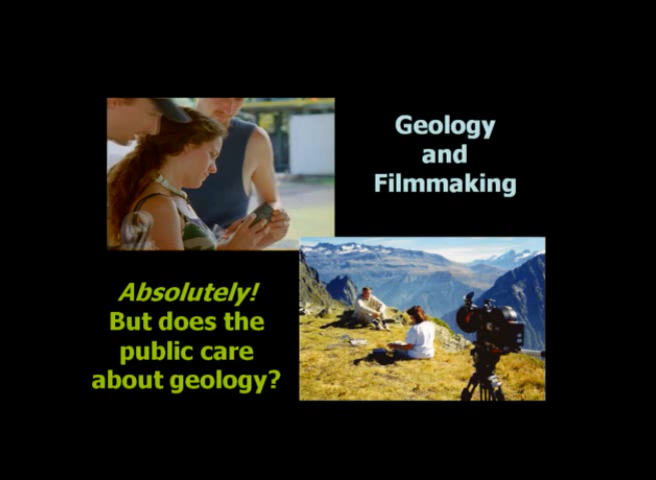 Geology
and
Filmmaking
Absolutely!
But does the
public care
about geology?